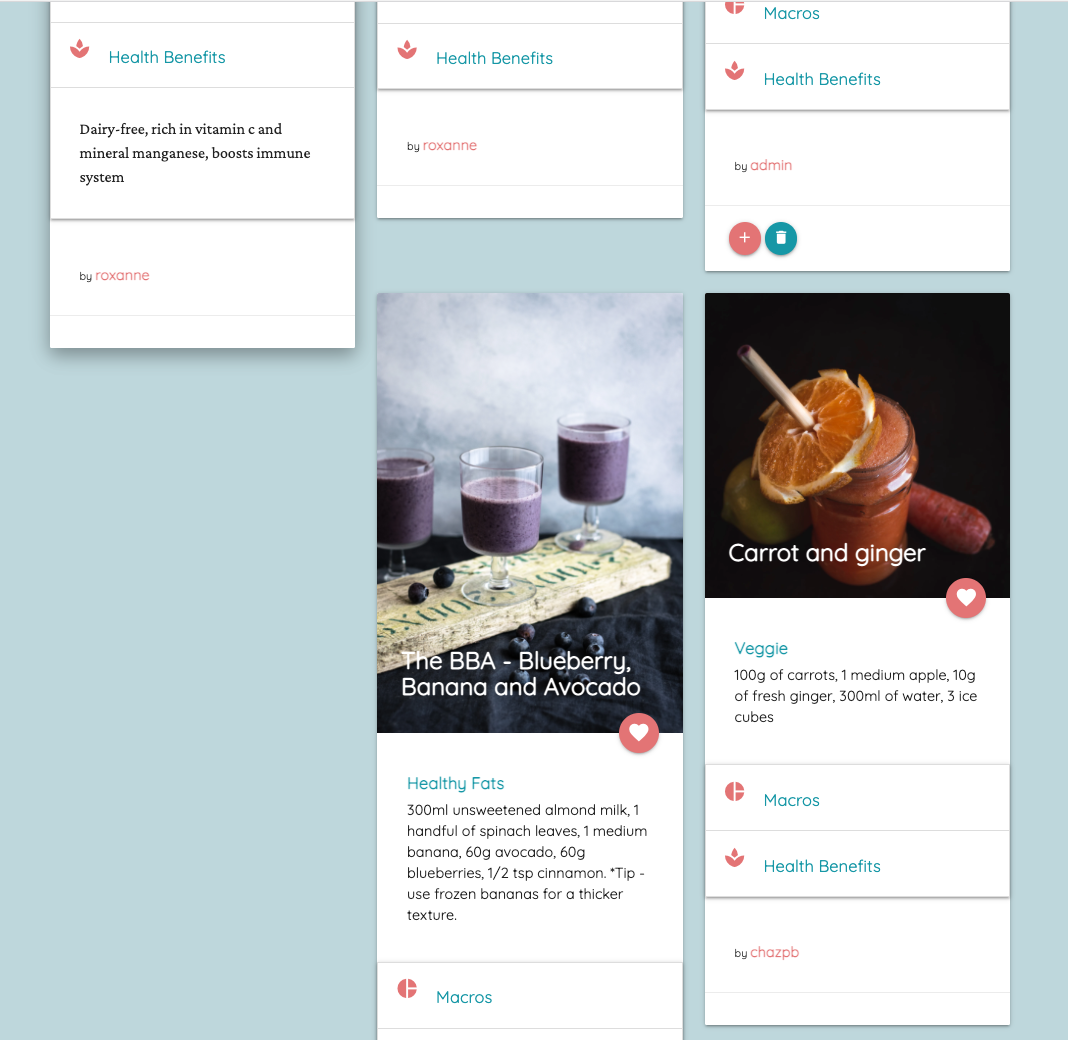 Health Benefits
Dairy-free, rich in vitamin c and
mineral manganese, boosts immune
system
by roxanne
Health Benefits
by roxanne
The BBA - Blueberry,
Banana and Avocado
Healthy Fats
300ml unsweetened almond milk, 1
handful of spinach leaves, 1 medium
banana, 60g avocado, 60g
blueberries, 1/2 tsp cinnamon. *Tip -
use frozen bananas for a thicker
texture.
Macros
Macros
Health Benefits
by admin
Carrot and ginger
Veggie
100g of carrots, 1 medium apple, 10g
of fresh ginger, 300ml of water, 3 ice
cubes
Macros
Health Benefits
by chazpb